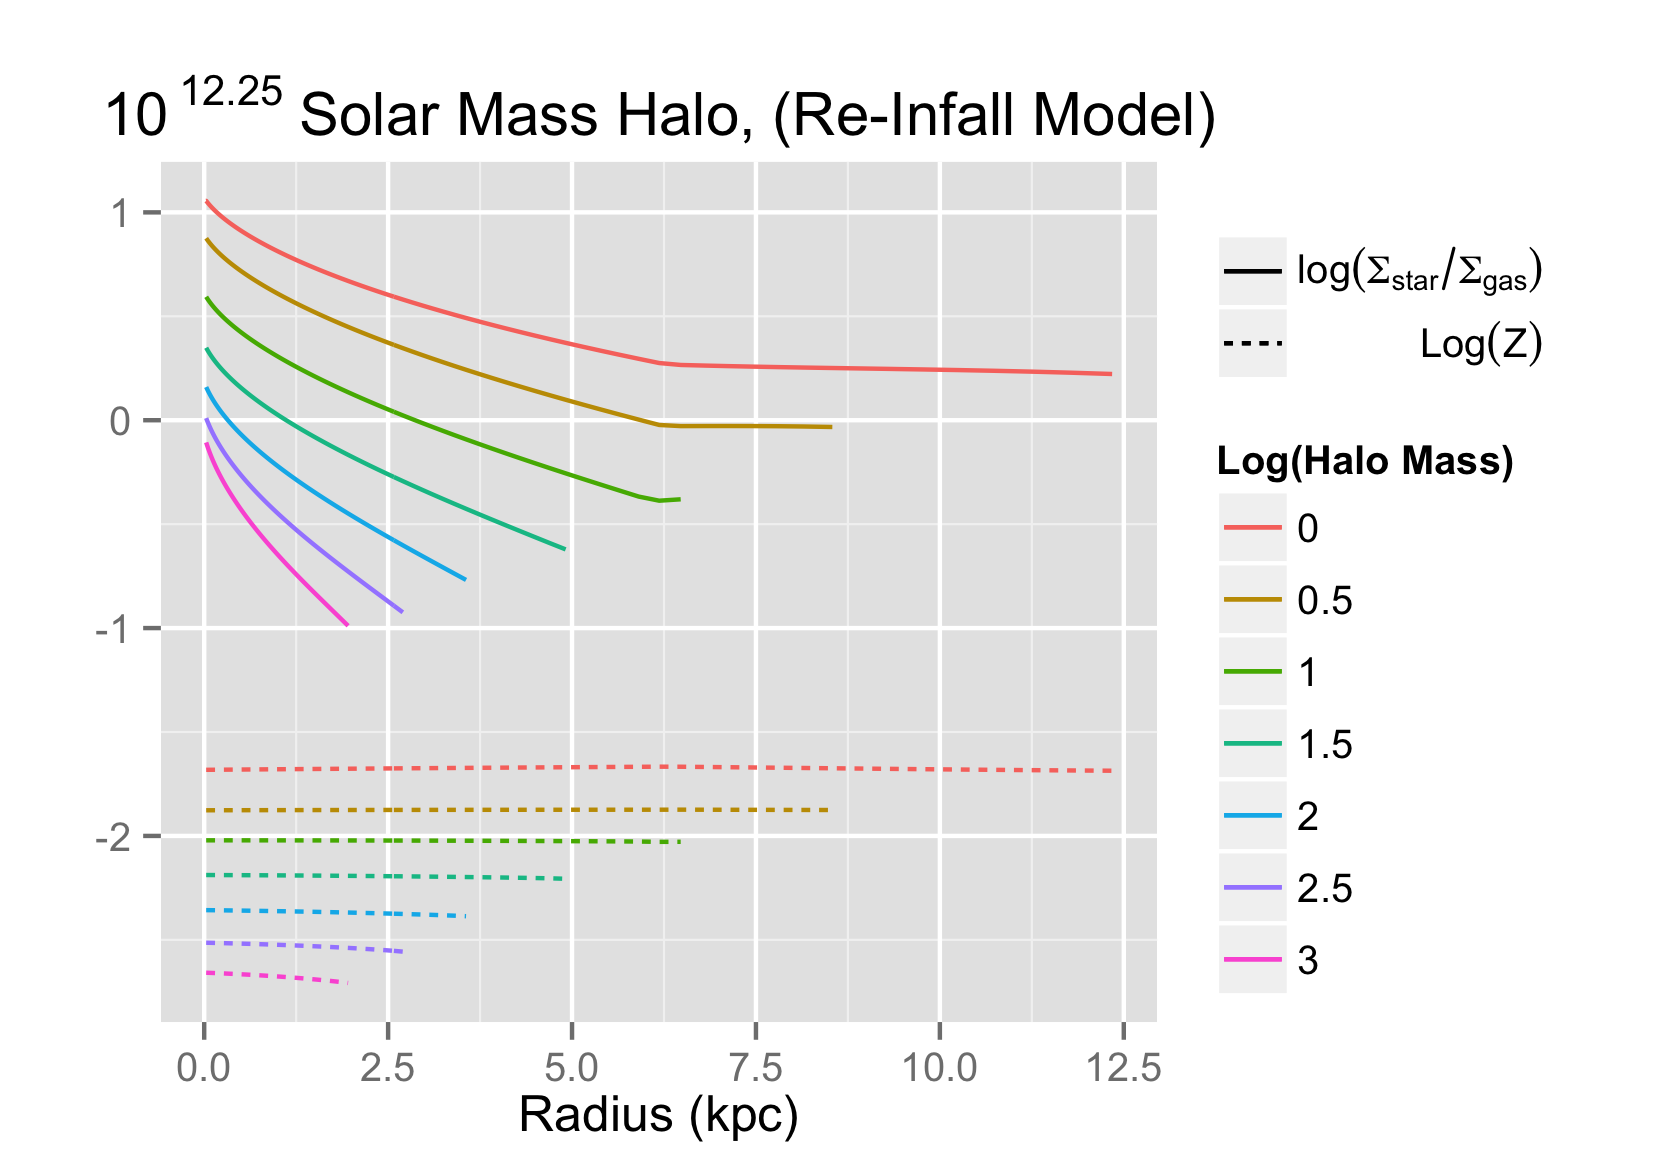 10^12.25 Solar Mass Halo, (Re-Infall Model)
1
0
-1
-2
0.0 2.5 5.0 7.5 10.0 12.5
Radius (kpc)
log(Σstar/Σgas)
Log(Z)
Log(Halo Mass)
0
0.5
1
1.5
2
2.5
3